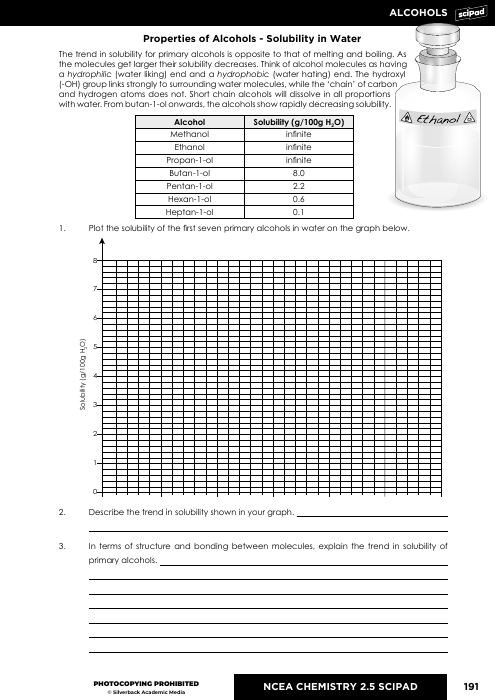 ALCOHOLS scipad
Properties of Alcohols - Solubility in Water
The trend in solubility for primary alcohols is opposite to that of melting and boiling. As
the molecules get larger their solubility decreases. Think of alcohol molecules as having
a hydrophilic (water liking) end and a hydrophobic (water hating) end. The hydroxyl
(-OH) group links strongly to surrounding water molecules, while the ‘chain’ of carbon
and hydrogen atoms does not. Short chain alcohols will dissolve in all proportions
with water. From butan-1-ol onwards, the alcohols show rapidly decreasing solubility.
Ethanol
Alcohol Solubility (g/100g H₂O)
Methanol infinite
Ethanol infinite
Propan-1-ol infinite
Butan-1-ol 8.0
Pentan-1-ol 2.2
Hexan-1-ol 0.6
Heptan-1-ol 0.1
1. Plot the solubility of the first seven primary alcohols in water on the graph below.
8
7
6
5
4
3
2
1
0
Solubility (g/100g H₂O)
2. Describe the trend in solubility shown in your graph.
3. In terms of structure and bonding between molecules, explain the trend in solubility of
primary alcohols.
PHOTOCOPYING PROHIBITED
© Silverback Academic Media
NCEA CHEMISTRY 2.5 SCIPAD
191